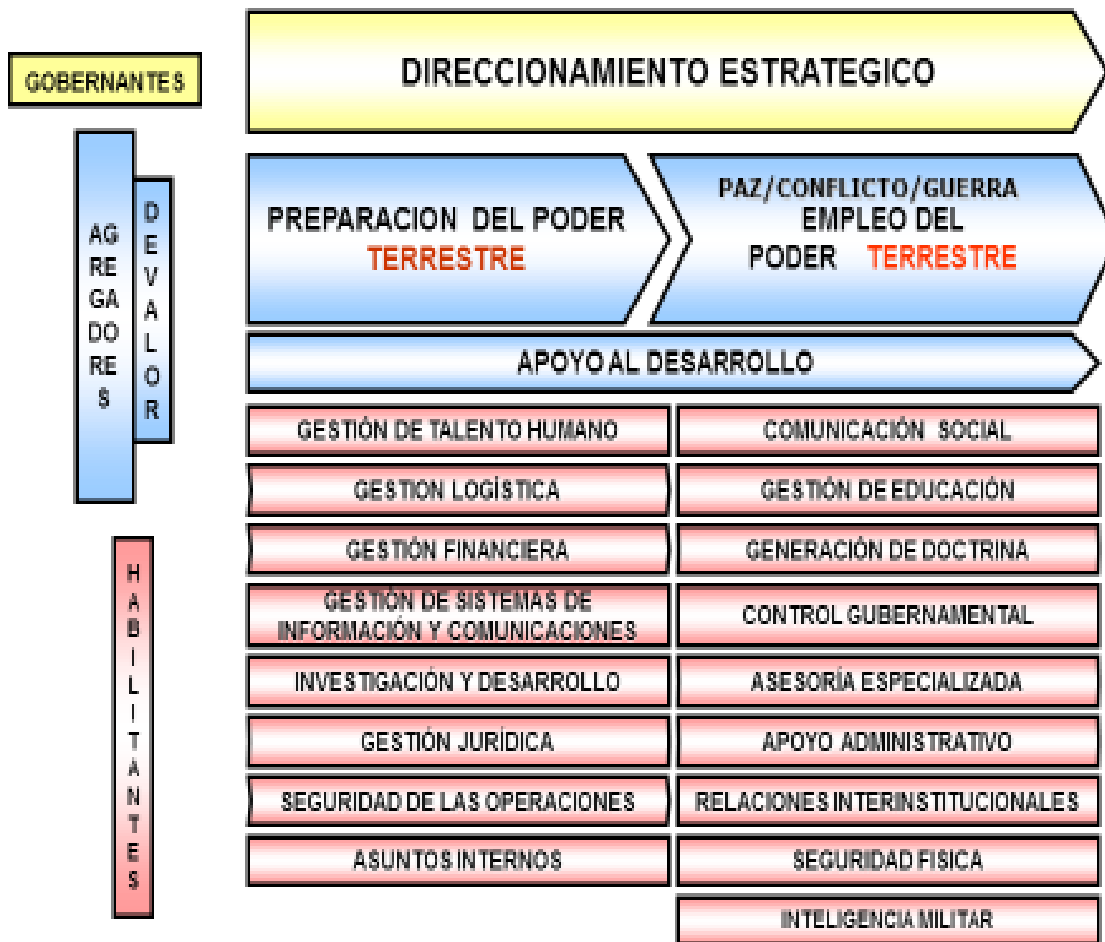 GOBERNANTES
DIRECCIONAMIENTO ESTRATEGICO
AG
RE
GA
DO
RE
S
D
E
V
A
L
O
R
PREPARACION DEL PODER
TERRESTRE
PAZ/CONFLICTO/GUERRA
EMPLEO DEL
PODER TERRESTRE
APOYO AL DESARROLLO
H
A
B
I
L
I
T
A
N
T
E
S
GESTIÓN DE TALENTO HUMANO
COMUNICACIÓN SOCIAL
GESTION LOGÍSTICA
GESTIÓN DE EDUCACIÓN
GESTIÓN FINANCIERA
GENERACIÓN DE DOCTRINA
GESTIÓN DE SISTEMAS DE
INFORMACIÓN Y COMUNICACIONES
CONTROL GUBERNAMENTAL
INVESTIGACIÓN Y DESARROLLO
ASESORÍA ESPECIALIZADA
GESTIÓN JURÍDICA
APOYO ADMINISTRATIVO
SEGURIDAD DE LAS OPERACIONES
RELACIONES INTERINSTITUCIONALES
ASUNTOS INTERNOS
SEGURIDAD FISICA
INTELIGENCIA MILITAR